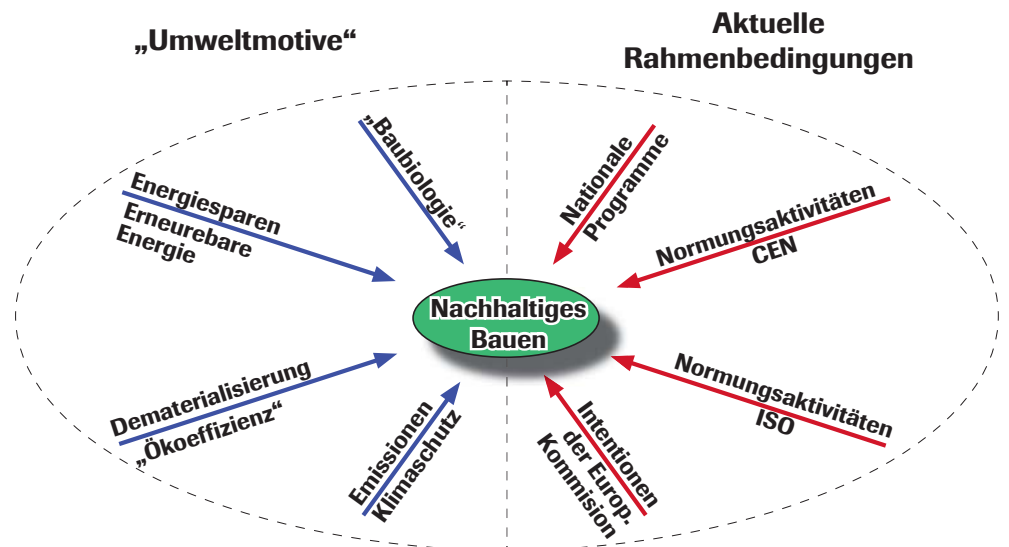 „Umweltmotive“
Aktuelle
Rahmenbedingungen
„Baubiologie“
Energiesparen
Erneurebare
Energie
Dematerialisierung
„Ökoeffizienz“
Emissionen
Klimaschutz
Nachhaltiges
Bauen
Nationale
Programme
Normungsaktivitäten
CEN
Normungsaktivitäten
ISO
Intentionen
der Europ.
Kommision